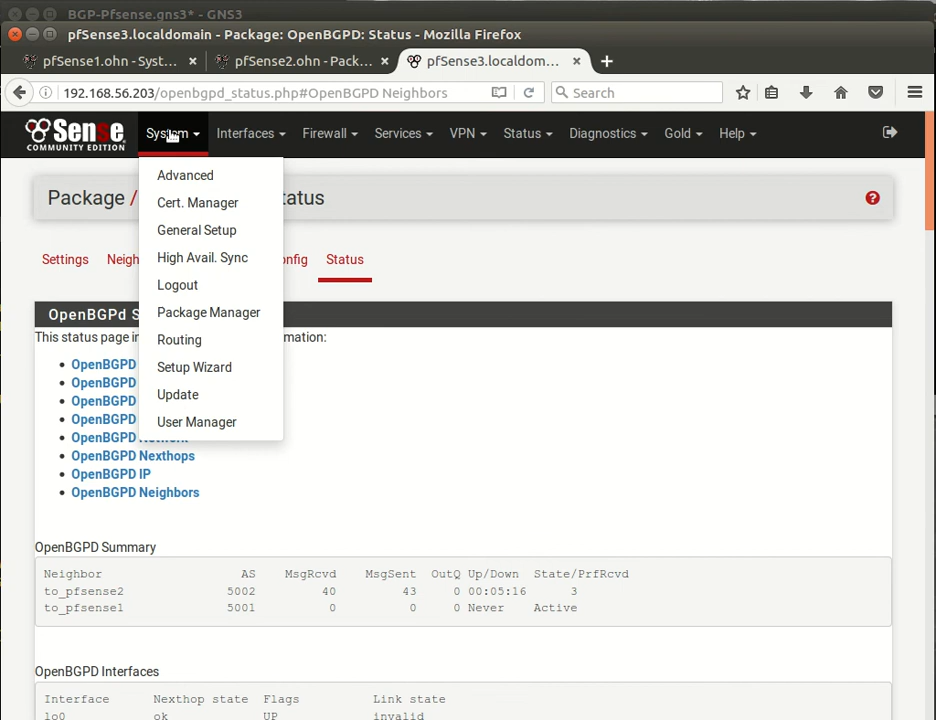 BGP-Pfsense.gns3* - GNS3
pfSense3.localdomain - Package: OpenBGPD: Status - Mozilla Firefox
pfSense1.ohn - Syst... × pfSense2.ohn - Pack... × pfSense3.localdom... × +
192.168.56.203/openbgpd_status.php#OpenBGPD Neighbors Search
Sense System Interfaces Firewall Services VPN Status Diagnostics Gold Help
COMMUNITY EDITION
Advanced
Cert. Manager
General Setup
High Avail. Sync
Logout
Package Manager
Routing
Setup Wizard
Update
User Manager
Package / tatus ?
Settings Neigh nfig Status
OpenBGPd S
This status page i mation:
OpenBGPD
OpenBGPD
OpenBGPD
OpenBGPD
OpenBGPD Network
OpenBGPD Nexthops
OpenBGPD IP
OpenBGPD Neighbors
OpenBGPD Summary
Neighbor AS MsgRcvd MsgSent OutQ Up/Down State/PrfRcvd
to_pfsense2 5002 40 43 0 00:05:16 3
to_pfsense1 5001 0 0 0 Never Active
OpenBGPD Interfaces
Interface Nexthop state Flags Link state
lo0 ok UP invalid